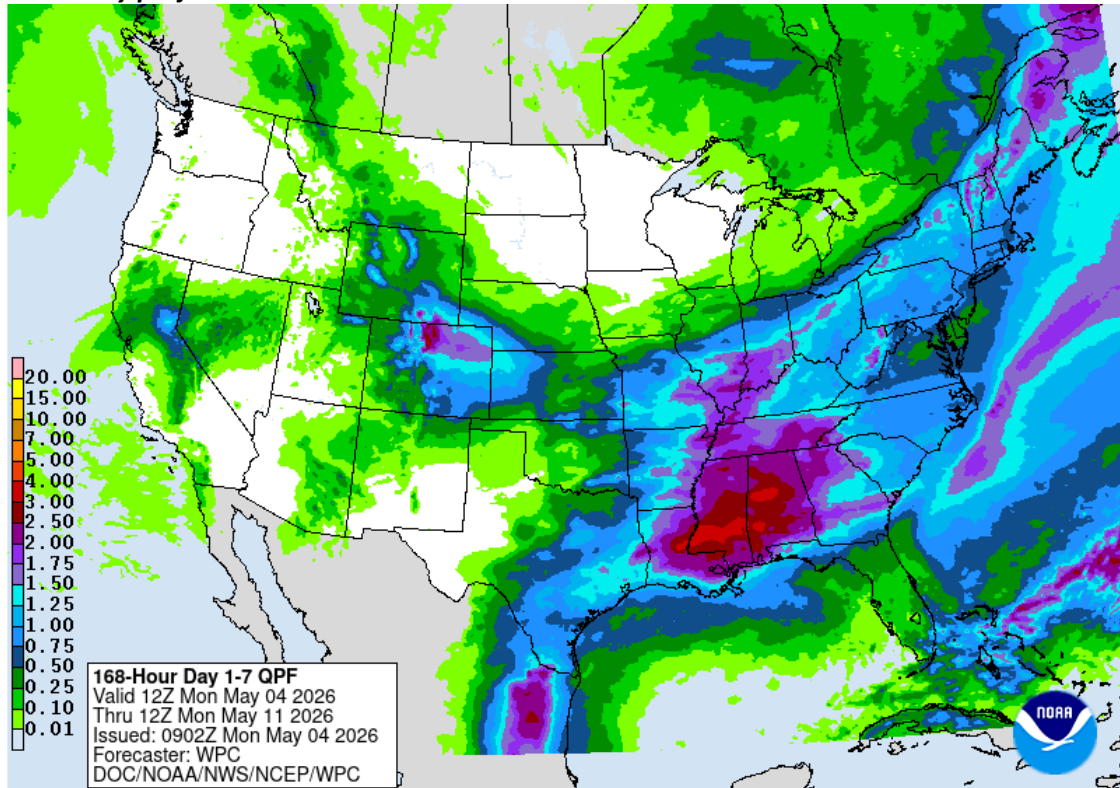 20.00
15.00
10.00
7.00
5.00
4.00
3.00
2.50
2.00
1.75
1.50
1.25
1.00
0.75
0.50
0.25
0.10
0.01
168-Hour Day 1-7 QPF
Valid 12Z Mon May 04 2026
Thru 12Z Mon May 11 2026
Issued: 0902Z Mon May 04 2026
Forecaster: WPC
DOC/NOAA/NWS/NCEP/WPC
NOAA